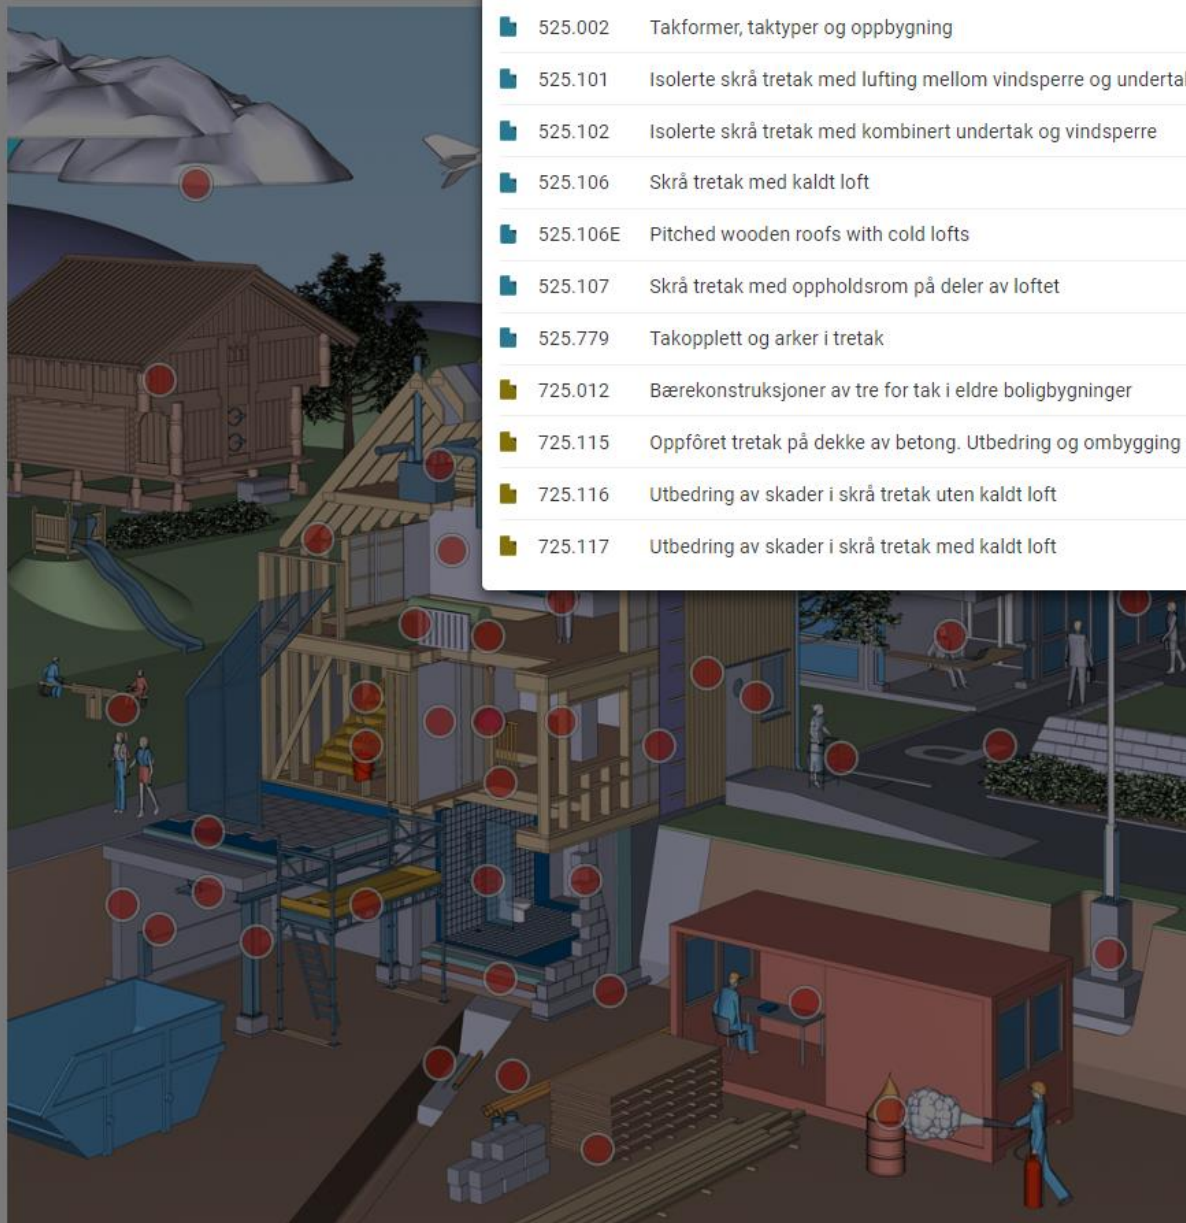 525.002 Takformer, taktyper og oppbygning
525.101 Isolerte skrå tretak med lufting mellom vindsperre og undertak
525.102 Isolerte skrå tretak med kombinert undertak og vindsperre
525.106 Skrå tretak med kaldt loft
525.106E Pitched wooden roofs with cold lofts
525.107 Skrå tretak med oppholdsrom på deler av loftet
525.779 Takopplett og arker i tretak
725.012 Bærekonstruksjoner av tre for tak i eldre boligbygninger
725.115 Oppfôret tretak på dekke av betong. Utbedring og ombygging
725.116 Utbedring av skader i skrå tretak uten kaldt loft
725.117 Utbedring av skader i skrå tretak med kaldt loft